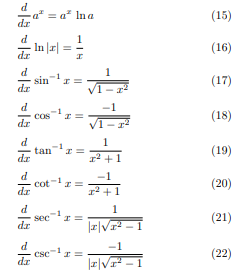 d/dx a^x = a^x ln a (15)
d/dx ln |x| = 1/x (16)
d/dx sin^−1 x = 1/√(1 − x^2) (17)
d/dx cos^−1 x = −1/√(1 − x^2) (18)
d/dx tan^−1 x = 1/(x^2 + 1) (19)
d/dx cot^−1 x = −1/(x^2 + 1) (20)
d/dx sec^−1 x = 1/(|x|√(x^2 − 1)) (21)
d/dx csc^−1 x = −1/(|x|√(x^2 − 1)) (22)